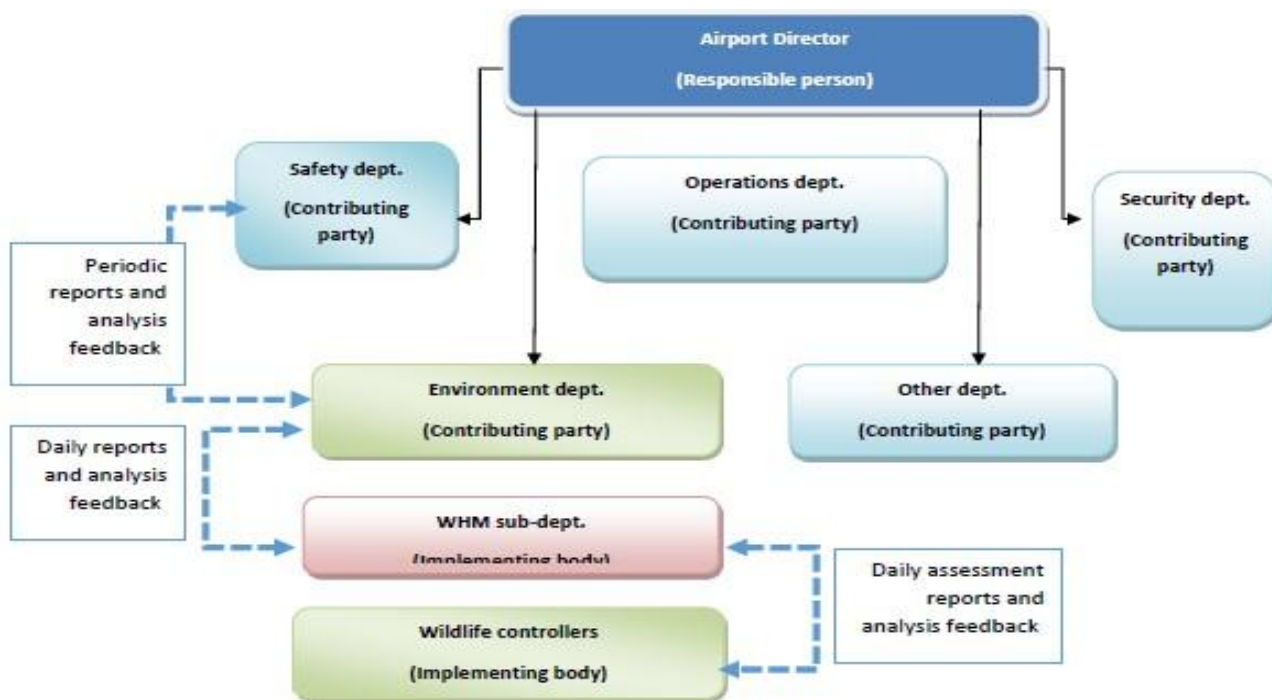 Airport Director
(Responsible person)
Safety dept.
(Contributing
party)
Operations dept.
(Contributing party)
Security dept.
(Contributing
party)
Periodic
reports and
analysis
feedback
Environment dept.
(Contributing party)
Other dept.
(Contributing party)
Daily reports
and analysis
feedback
WHM sub-dept.
(Implementing body)
Daily assessment
reports and
analysis feedback
Wildlife controllers
(Implementing body)